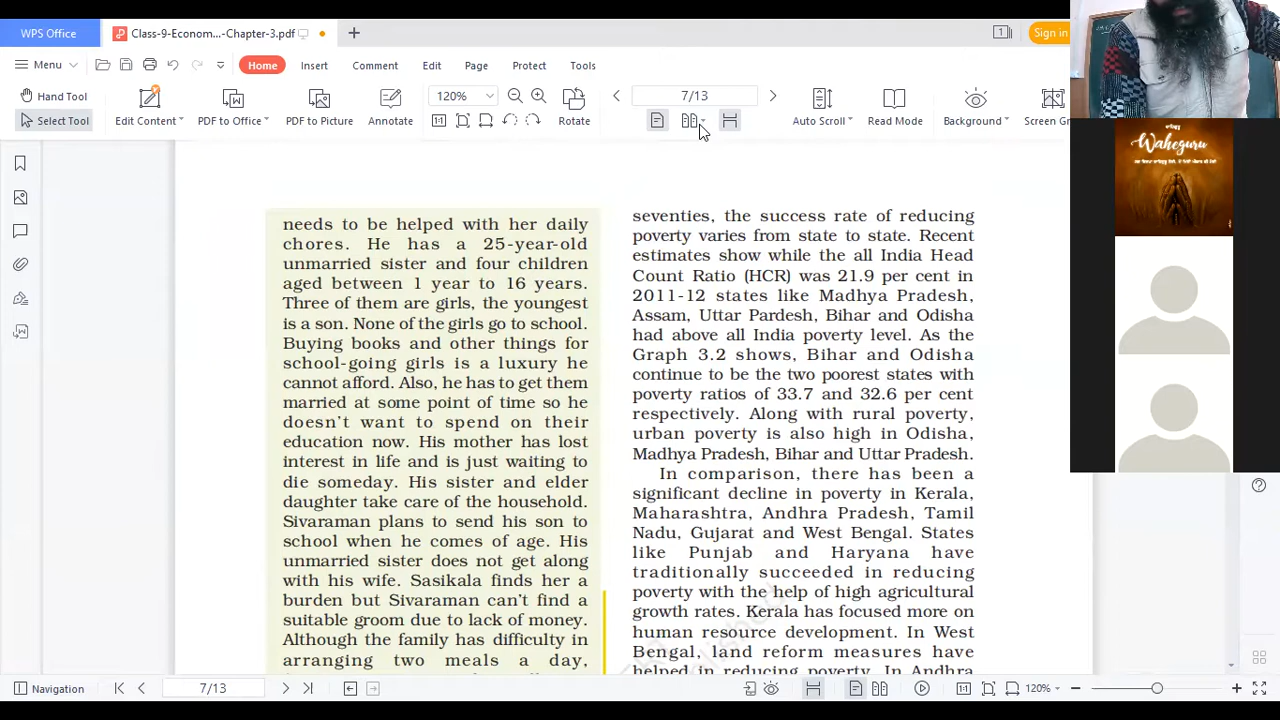 WPS Office
Class-9-Econom...-Chapter-3.pdf
1
Sign in
Menu
Home
Insert
Comment
Edit
Page
Protect
Tools
Hand Tool
Select Tool
Edit Content
PDF to Office
PDF to Picture
Annotate
120%
Rotate
7/13
Auto Scroll
Read Mode
Background
Screen Gr
Waheguru
needs to be helped with her daily
chores. He has a 25-year-old
unmarried sister and four children
aged between 1 year to 16 years.
Three of them are girls, the youngest
is a son. None of the girls go to school.
Buying books and other things for
school-going girls is a luxury he
cannot afford. Also, he has to get them
married at some point of time so he
doesn't want to spend on their
education now. His mother has lost
interest in life and is just waiting to
die someday. His sister and elder
daughter take care of the household.
Sivaraman plans to send his son to
school when he comes of age. His
unmarried sister does not get along
with his wife. Sasikala finds her a
burden but Sivaraman can't find a
suitable groom due to lack of money.
Although the family has difficulty in
arranging two meals a day,
seventies, the success rate of reducing
poverty varies from state to state. Recent
estimates show while the all India Head
Count Ratio (HCR) was 21.9 per cent in
2011-12 states like Madhya Pradesh,
Assam, Uttar Pardesh, Bihar and Odisha
had above all India poverty level. As the
Graph 3.2 shows, Bihar and Odisha
continue to be the two poorest states with
poverty ratios of 33.7 and 32.6 per cent
respectively. Along with rural poverty,
urban poverty is also high in Odisha,
Madhya Pradesh, Bihar and Uttar Pradesh.
In comparison, there has been a
significant decline in poverty in Kerala,
Maharashtra, Andhra Pradesh, Tamil
Nadu, Gujarat and West Bengal. States
like Punjab and Haryana have
traditionally succeeded in reducing
poverty with the help of high agricultural
growth rates. Kerala has focused more on
human resource development. In West
Bengal, land reform measures have
helped in reducing poverty. In Andhra
Navigation
7/13
120%